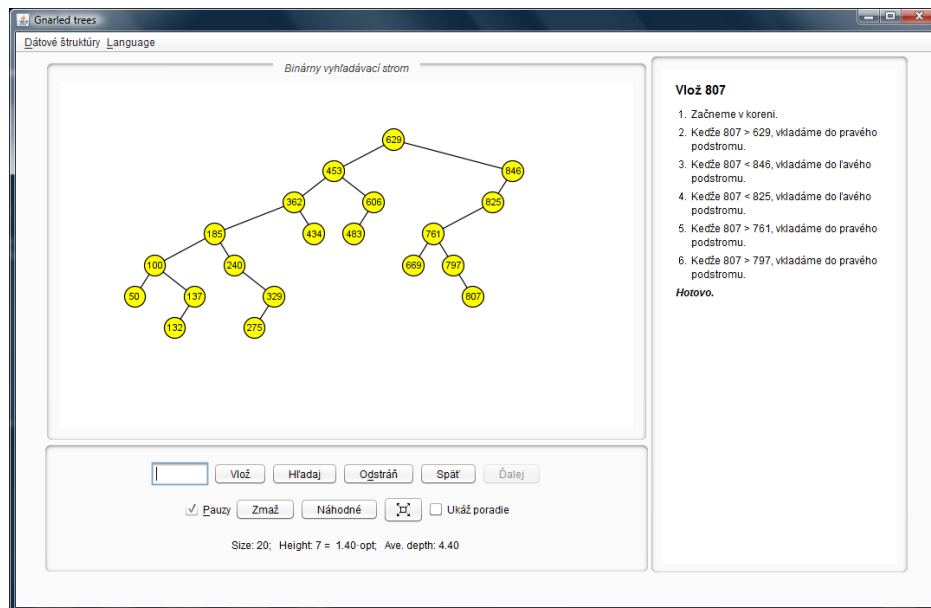 Gnarled trees
Dátové štruktúry Language
Binárny vyhľadávací strom
629
453
846
362
606
825
185
434
483
761
100
240
669
797
50
137
329
807
132
275
Vlož
Hľadaj
Odstráň
Späť
Ďalej
Pauzy
Zmaž
Náhodné
Ukáž poradie
Size: 20; Height: 7 = 1.40·opt; Ave. depth: 4.40
Vlož 807
1. Začneme v koreni.
2. Keďže 807 > 629, vkladáme do pravého
podstromu.
3. Keďže 807 < 846, vkladáme do ľavého
podstromu.
4. Keďže 807 < 825, vkladáme do ľavého
podstromu.
5. Keďže 807 > 761, vkladáme do pravého
podstromu.
6. Keďže 807 > 797, vkladáme do pravého
podstromu.
Hotovo.